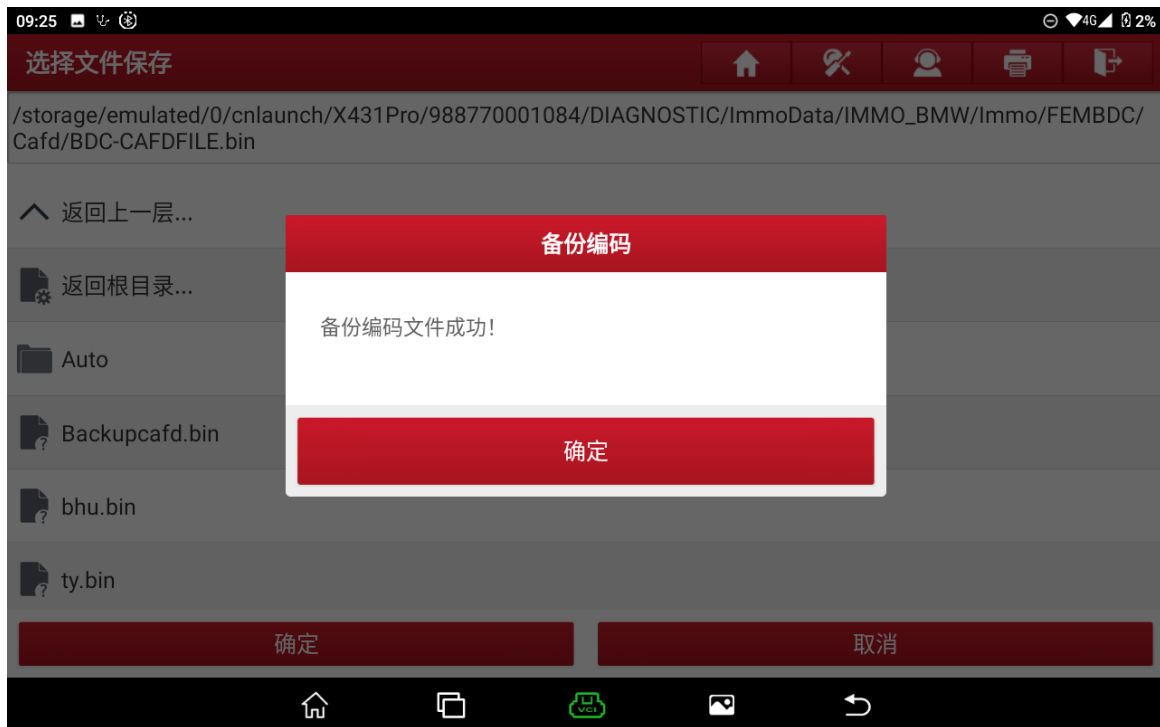 09:25
4G 2%
选择文件保存
/storage/emulated/0/cnlaunch/X431Pro/988770001084/DIAGNOSTIC/ImmoData/IMMO_BMW/Immo/FEMBDC/
Cafd/BDC-CAFDFILE.bin
返回上一层...
备份编码
返回根目录...
备份编码文件成功!
Auto
Backupcafd.bin
确定
bhu.bin
ty.bin
确定
取消
VCI